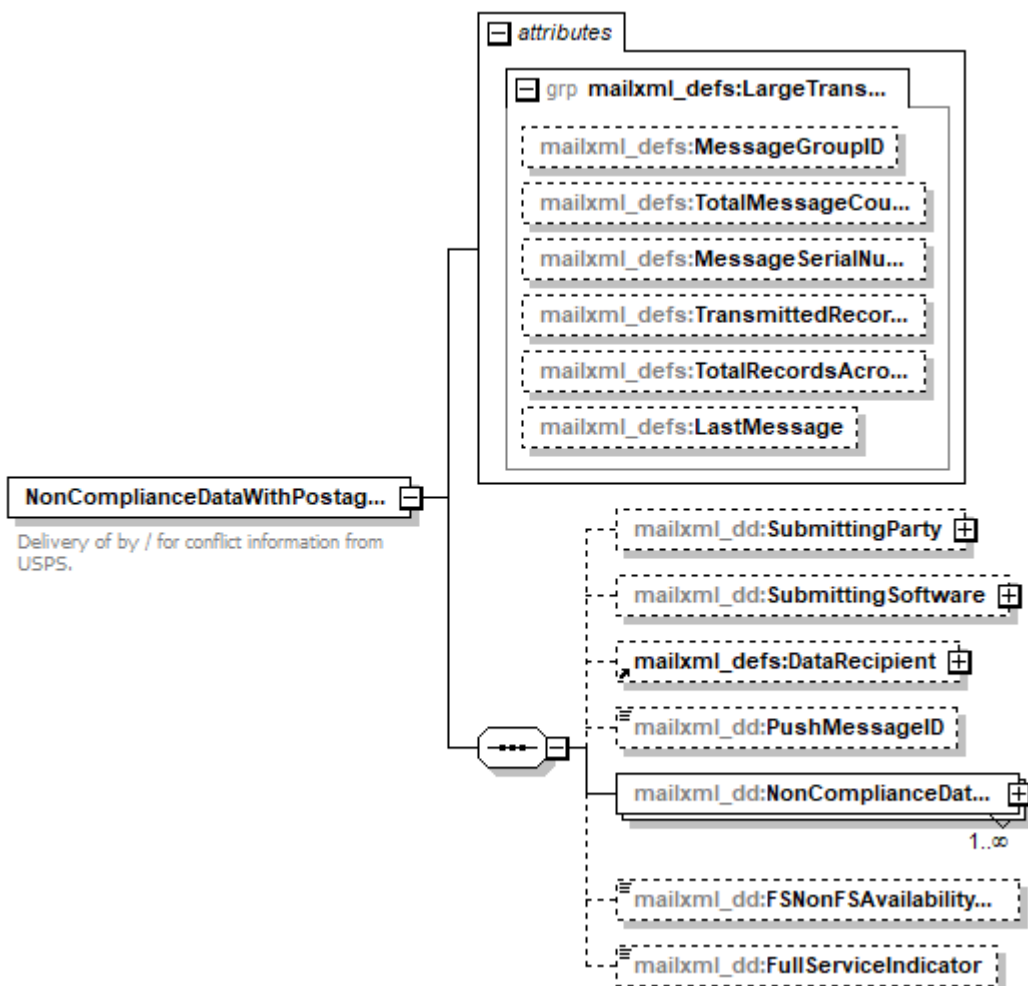 attributes
grp mailxml_defs:LargeTrans...
mailxml_defs:MessageGroupID
mailxml_defs:TotalMessageCou...
mailxml_defs:MessageSerialNu...
mailxml_defs:TransmittedRecor...
mailxml_defs:TotalRecordsAcro...
mailxml_defs:LastMessage
NonComplianceDataWithPostag...
Delivery of by / for conflict information from
USPS.
mailxml_dd:SubmittingParty
mailxml_dd:SubmittingSoftware
mailxml_defs:DataRecipient
mailxml_dd:PushMessageID
mailxml_dd:NonComplianceDat...
1..∞
mailxml_dd:FSNonFSAvailability...
mailxml_dd:FullServiceIndicator